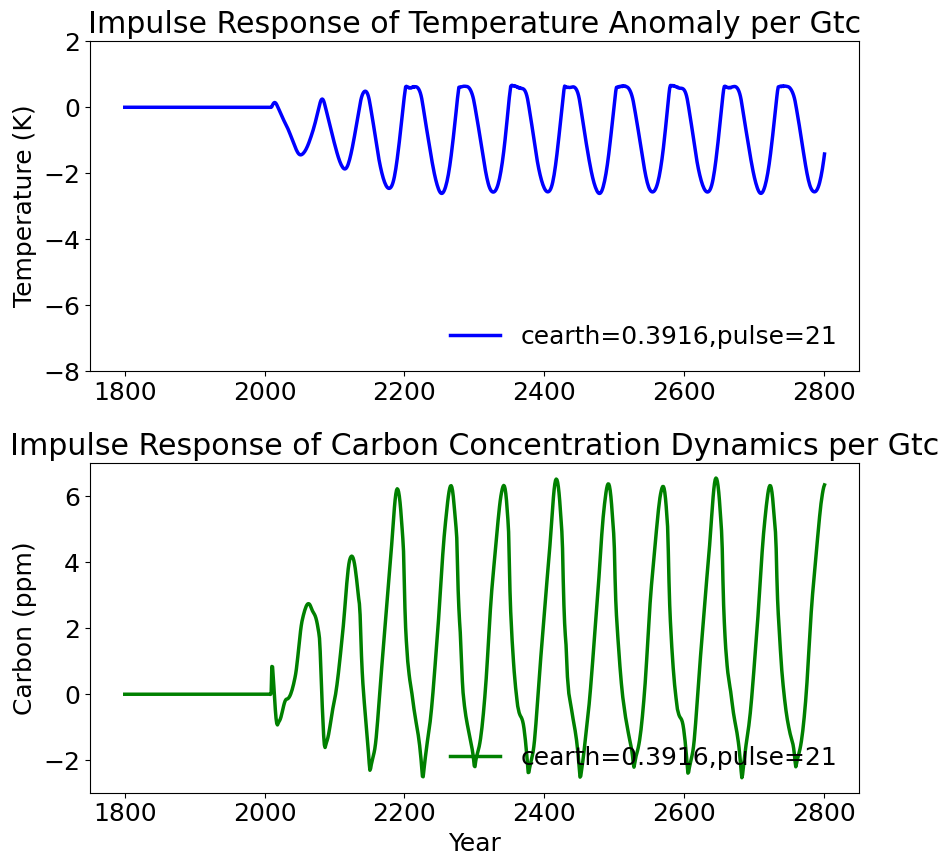 Impulse Response of Temperature Anomaly per Gtc
2
0
−2
−4
−6
−8
Temperature (K)
cearth=0.3916,pulse=21
1800 2000 2200 2400 2600 2800
Impulse Response of Carbon Concentration Dynamics per Gtc
6
4
2
0
−2
Carbon (ppm)
cearth=0.3916,pulse=21
1800 2000 2200 2400 2600 2800
Year